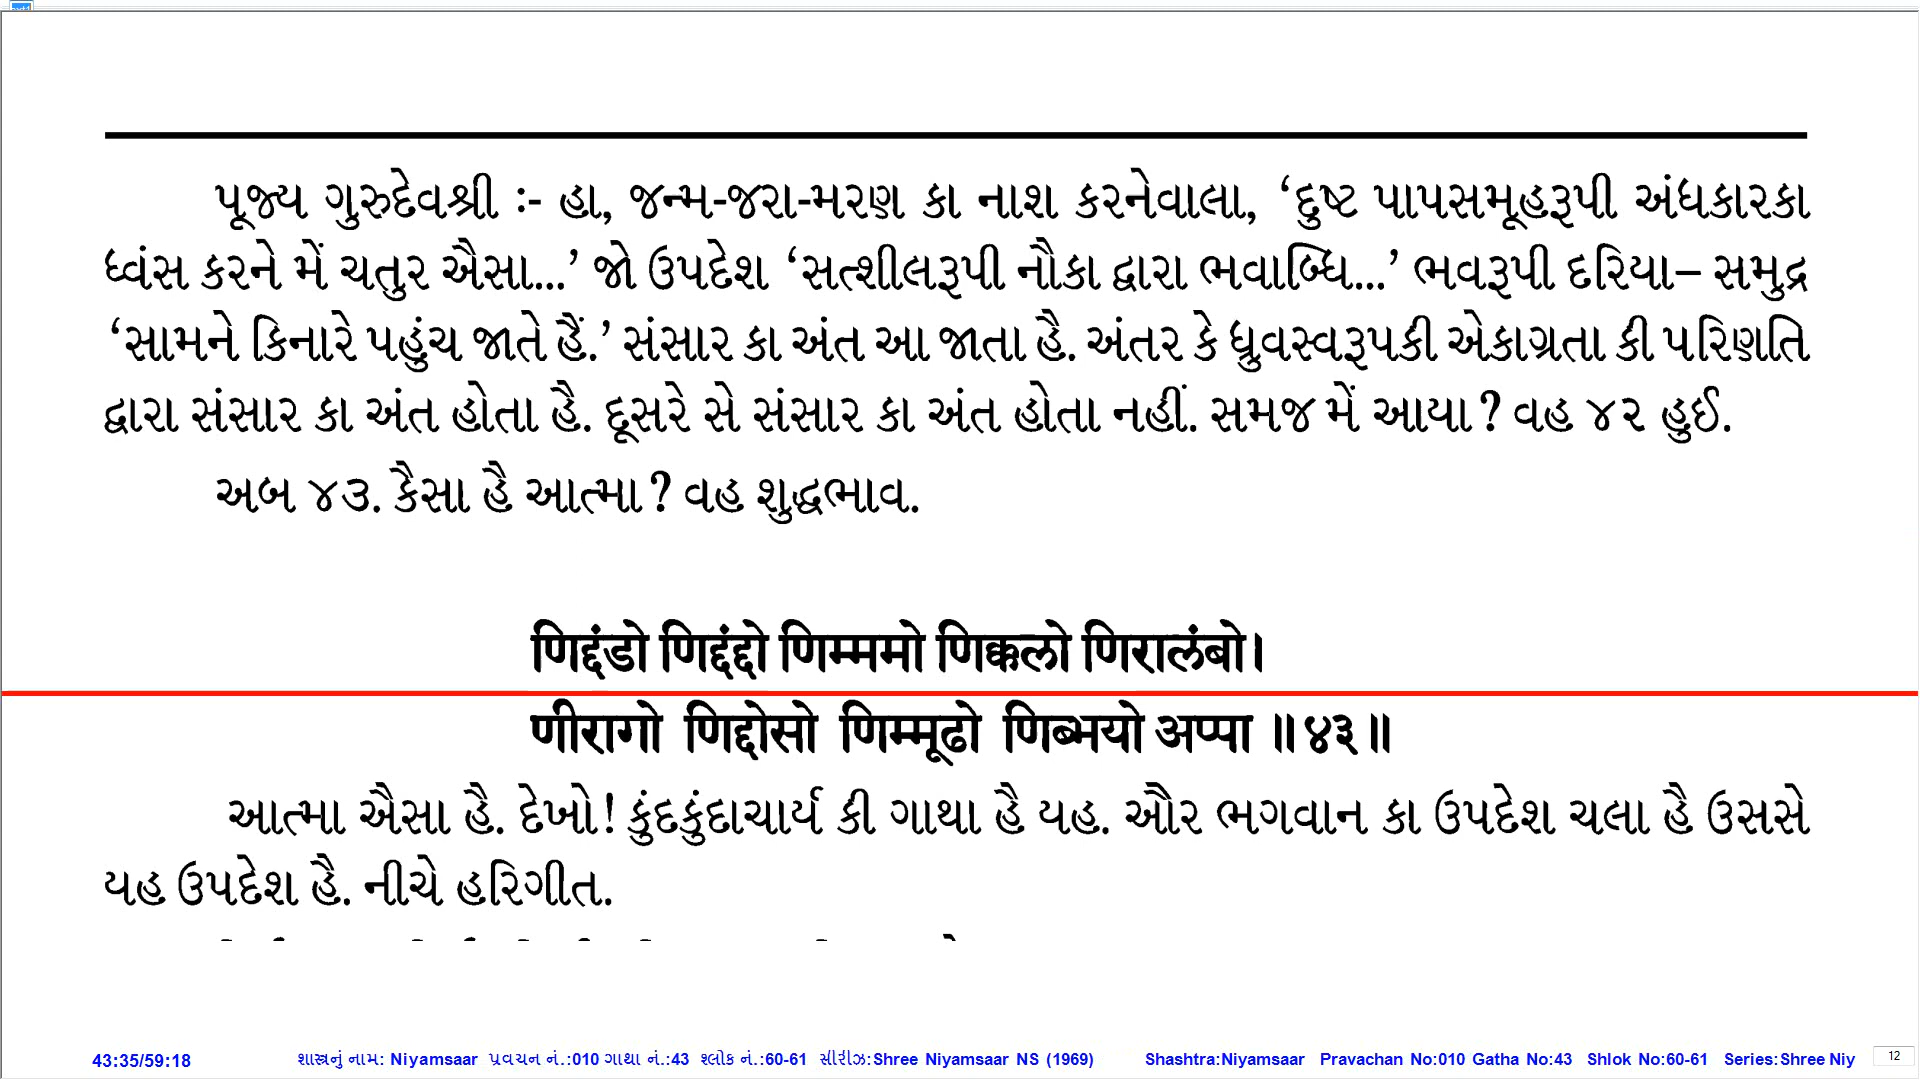 પૂજ્ય ગુરુદેવશ્રી ઃ- હા, જન્મ-જરા-મરણ કા નાશ કરનેવાલા, ‘દુષ્ટ પાપસમૂહરૂપી અંધકારકા
ધ્વંસ કરને મેં ચતુર ઐસા...’ જો ઉપદેશ ‘સત્શીલરૂપી નૌકા દ્વારા ભવાબ્ધિ...’ ભવરૂપી દરિયા– સમુદ્ર
‘સામને કિનારે પહુંચ જાતે હૈં.’ સંસાર કા અંત આ જાતા હૈ. અંતર કે ધ્રુવસ્વરૂપકી એકાગ્રતા કી પરિણતિ
દ્વારા સંસાર કા અંત હોતા હૈ. દૂસરે સે સંસાર કા અંત હોતા નહીં. સમજ મેં આયા? વહ ૪૨ હુઈ.
અબ ૪૩. કૈસા હૈ આત્મા? વહ શુદ્ધભાવ.
णिद्दंडो णिद्दंद्दो णिम्ममो णिक्कलो णिरालंबो।
णीरागो णिद्दोसो णिम्मूढो णिब्भयो अप्पा ॥४३॥
આત્મા ઐસા હૈ. દેખો! કુંદકુંદાચાર્ય કી ગાથા હૈ યહ. ઔર ભગવાન કા ઉપદેશ ચલા હૈ ઉસસે
યહ ઉપદેશ હૈ. નીચે હરિગીત.
43:35/59:18 શાસ્ત્રનું નામ: Niyamsaar પ્રવચન નં.:010 ગાથા નં.:43 શ્લોક નં.:60-61 સીરીઝ:Shree Niyamsaar NS (1969) Shashtra:Niyamsaar Pravachan No:010 Gatha No:43 Shlok No:60-61 Series:Shree Niy 12